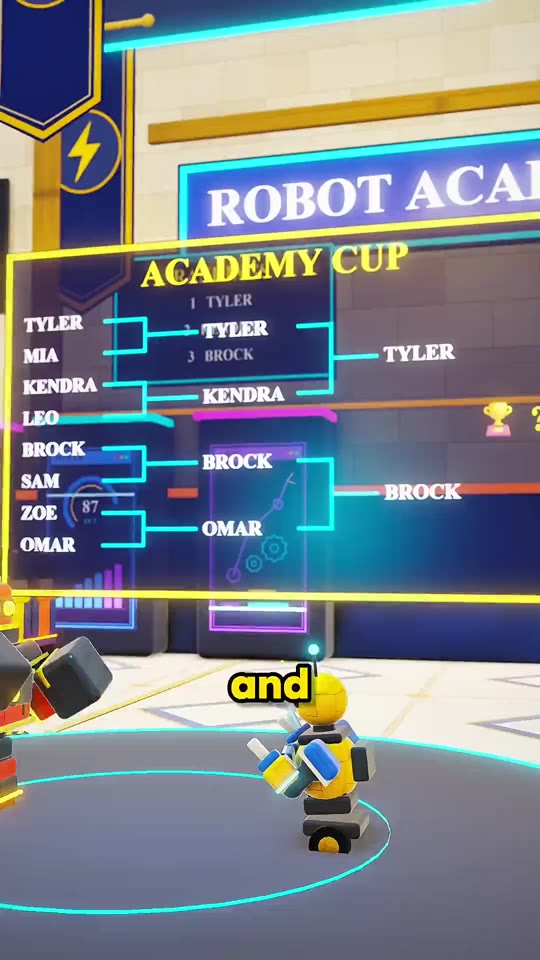 ROBOT ACA
ACADEMY CUP
1 TYLER
3 BROCK
TYLER
MIA
KENDRA
LEO
BROCK
SAM
ZOE
OMAR
TYLER
KENDRA
BROCK
OMAR
TYLER
BROCK
87
and